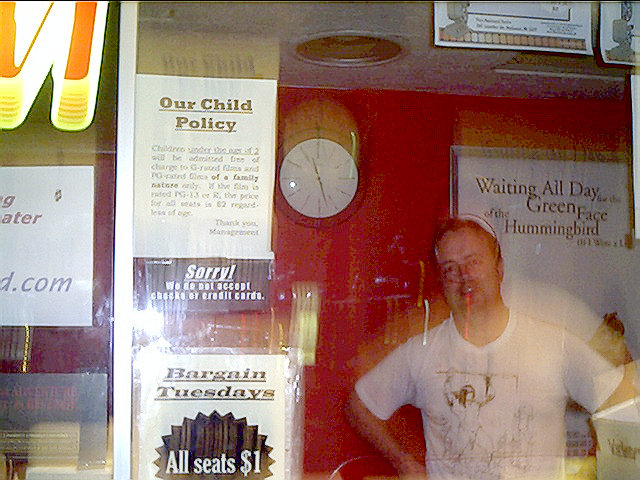 Our Child
Policy
Children under the age of 2
will be admitted free of
charge to G-rated films and
PG-rated films of a family
nature only. If the film is
rated PG-13 or R, the price
for all seats is $2 regard-
less of age.
Thank you,
Management
Sorry!
We do not accept
checks or credit cards.
Bargain
Tuesdays
All seats $1
g
ater
d.com
Waiting All Day for the
Green Face
of the Hummingbird